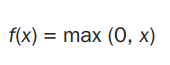 f(x) = max (0, x)